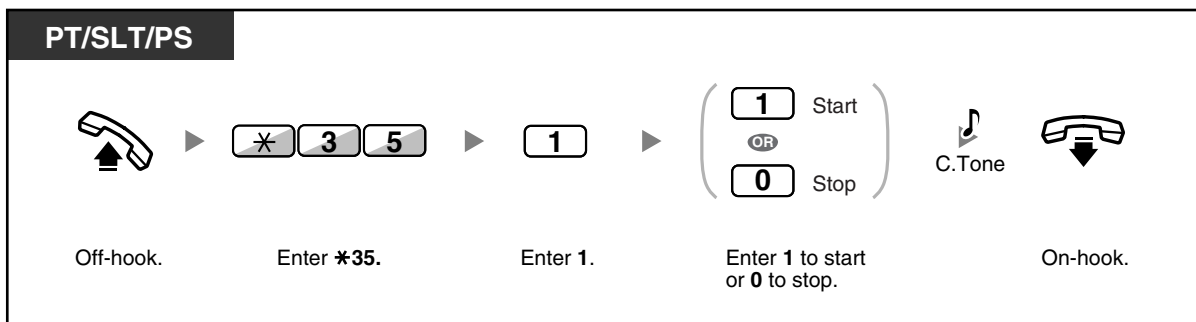 PT/SLT/PS
1 Start
OR
0 Stop
* 3 5
1
C.Tone
Off-hook.
Enter *35.
Enter 1.
Enter 1 to start
or 0 to stop.
On-hook.